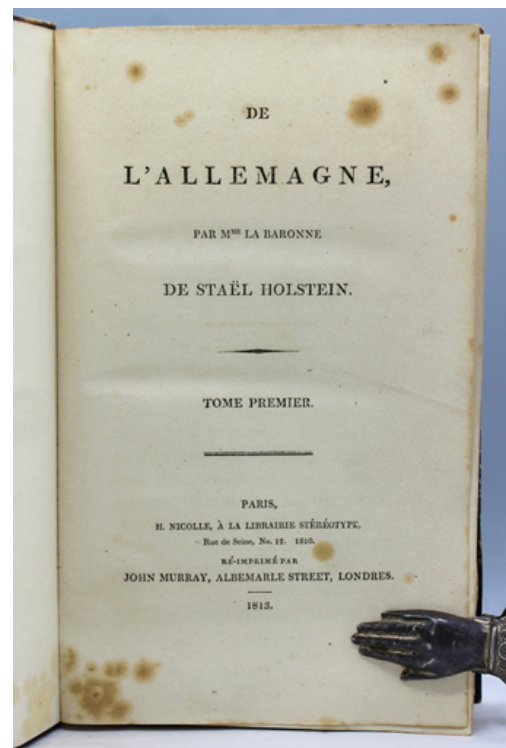 DE
L'ALLEMAGNE,
PAR Mᴹᴱ LA BARONNE
DE STAËL HOLSTEIN.
TOME PREMIER.
PARIS,
H. NICOLLE, À LA LIBRAIRIE STÉRÉOTYPE,
Rue de Seine, No. 12. 1810.
RÉ-IMPRIMÉ PAR
JOHN MURRAY, ALBEMARLE STREET, LONDRES.
1813.